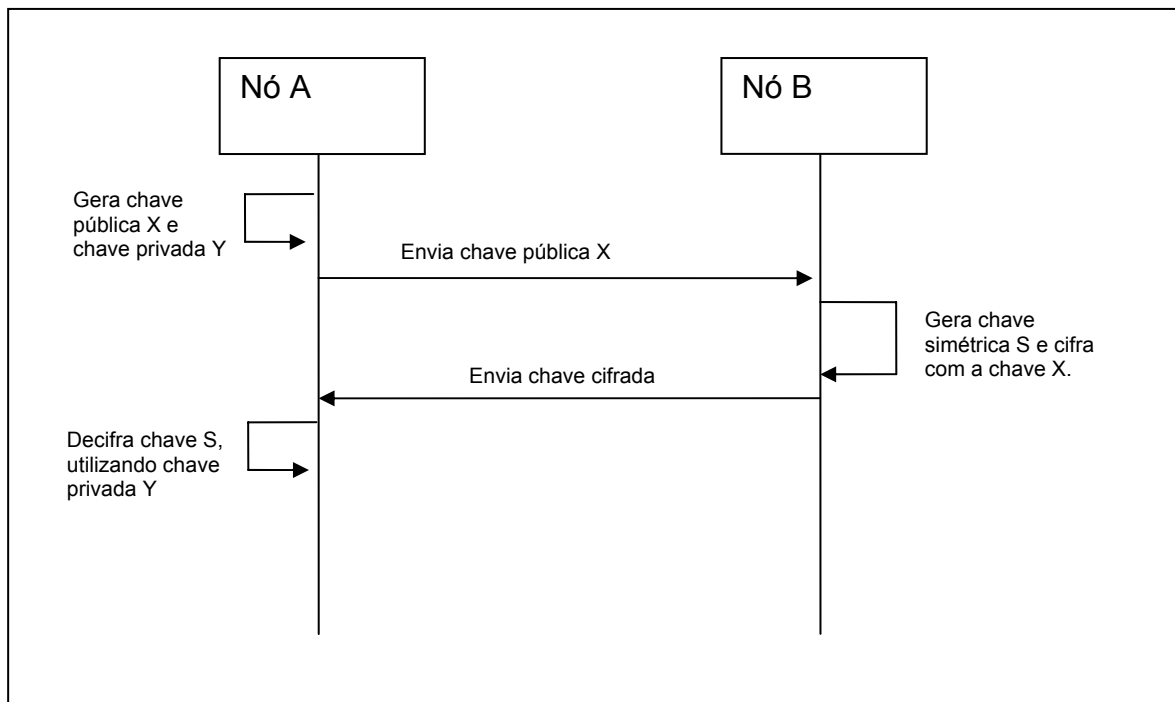 Nó A
Nó B
Gera chave
pública X e
chave privada Y
Envia chave pública X
Gera chave
simétrica S e cifra
com a chave X.
Envia chave cifrada
Decifra chave S,
utilizando chave
privada Y